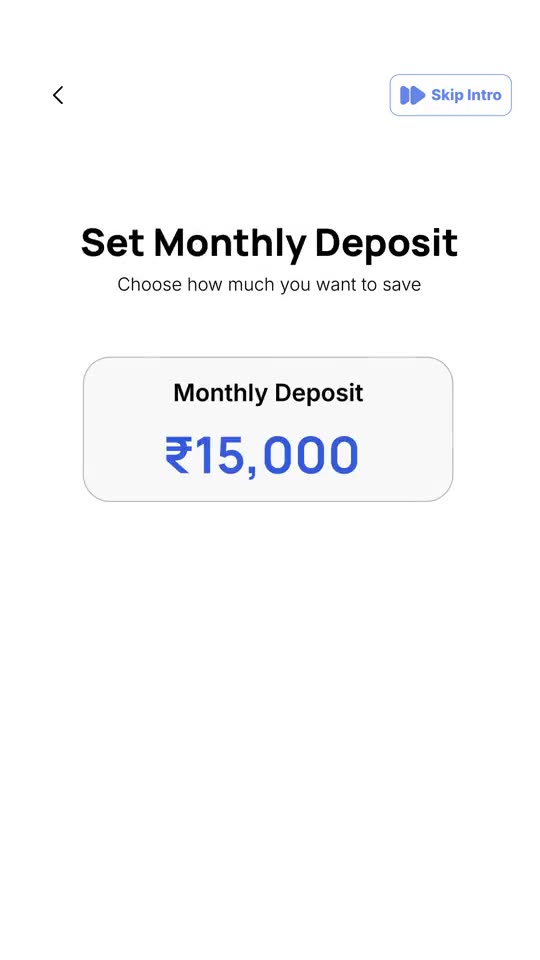 Skip Intro
Set Monthly Deposit
Choose how much you want to save
Monthly Deposit
₹15,000